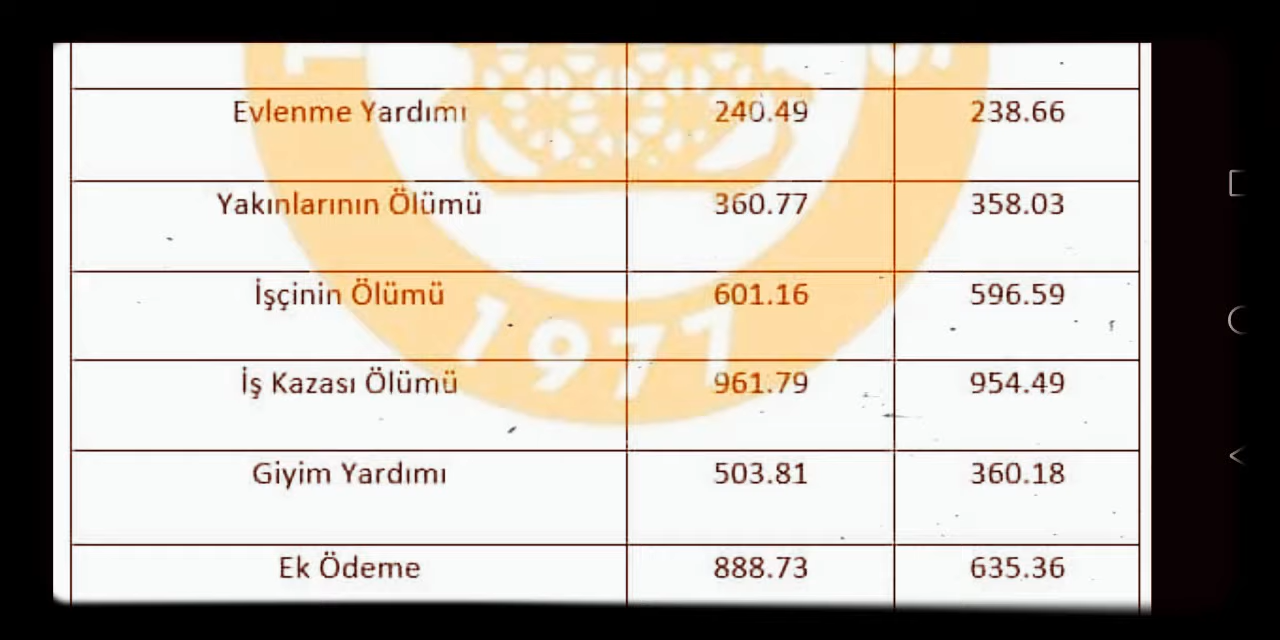 Evlenme Yardımı 240.49 238.66
Yakınlarının Ölümü 360.77 358.03
İşçinin Ölümü 601.16 596.59
İş Kazası Ölümü 961.79 954.49
1977
Giyim Yardımı 503.81 360.18
Ek Ödeme 888.73 635.36